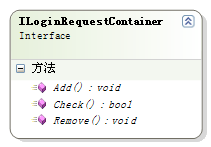 ILoginRequestContainer
Interface
方法
Add() : void
Check() : bool
Remove() : void